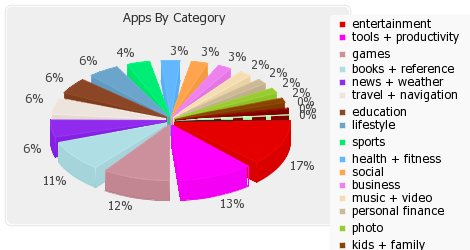 Apps By Category
3%
3%
3%
4%
2%
6%
2%
6%
2%
0%
0%
6%
0%
6%
17%
11%
12%
13%
entertainment
tools + productivity
games
books + reference
news + weather
travel + navigation
education
lifestyle
sports
health + fitness
social
business
music + video
personal finance
photo
kids + family